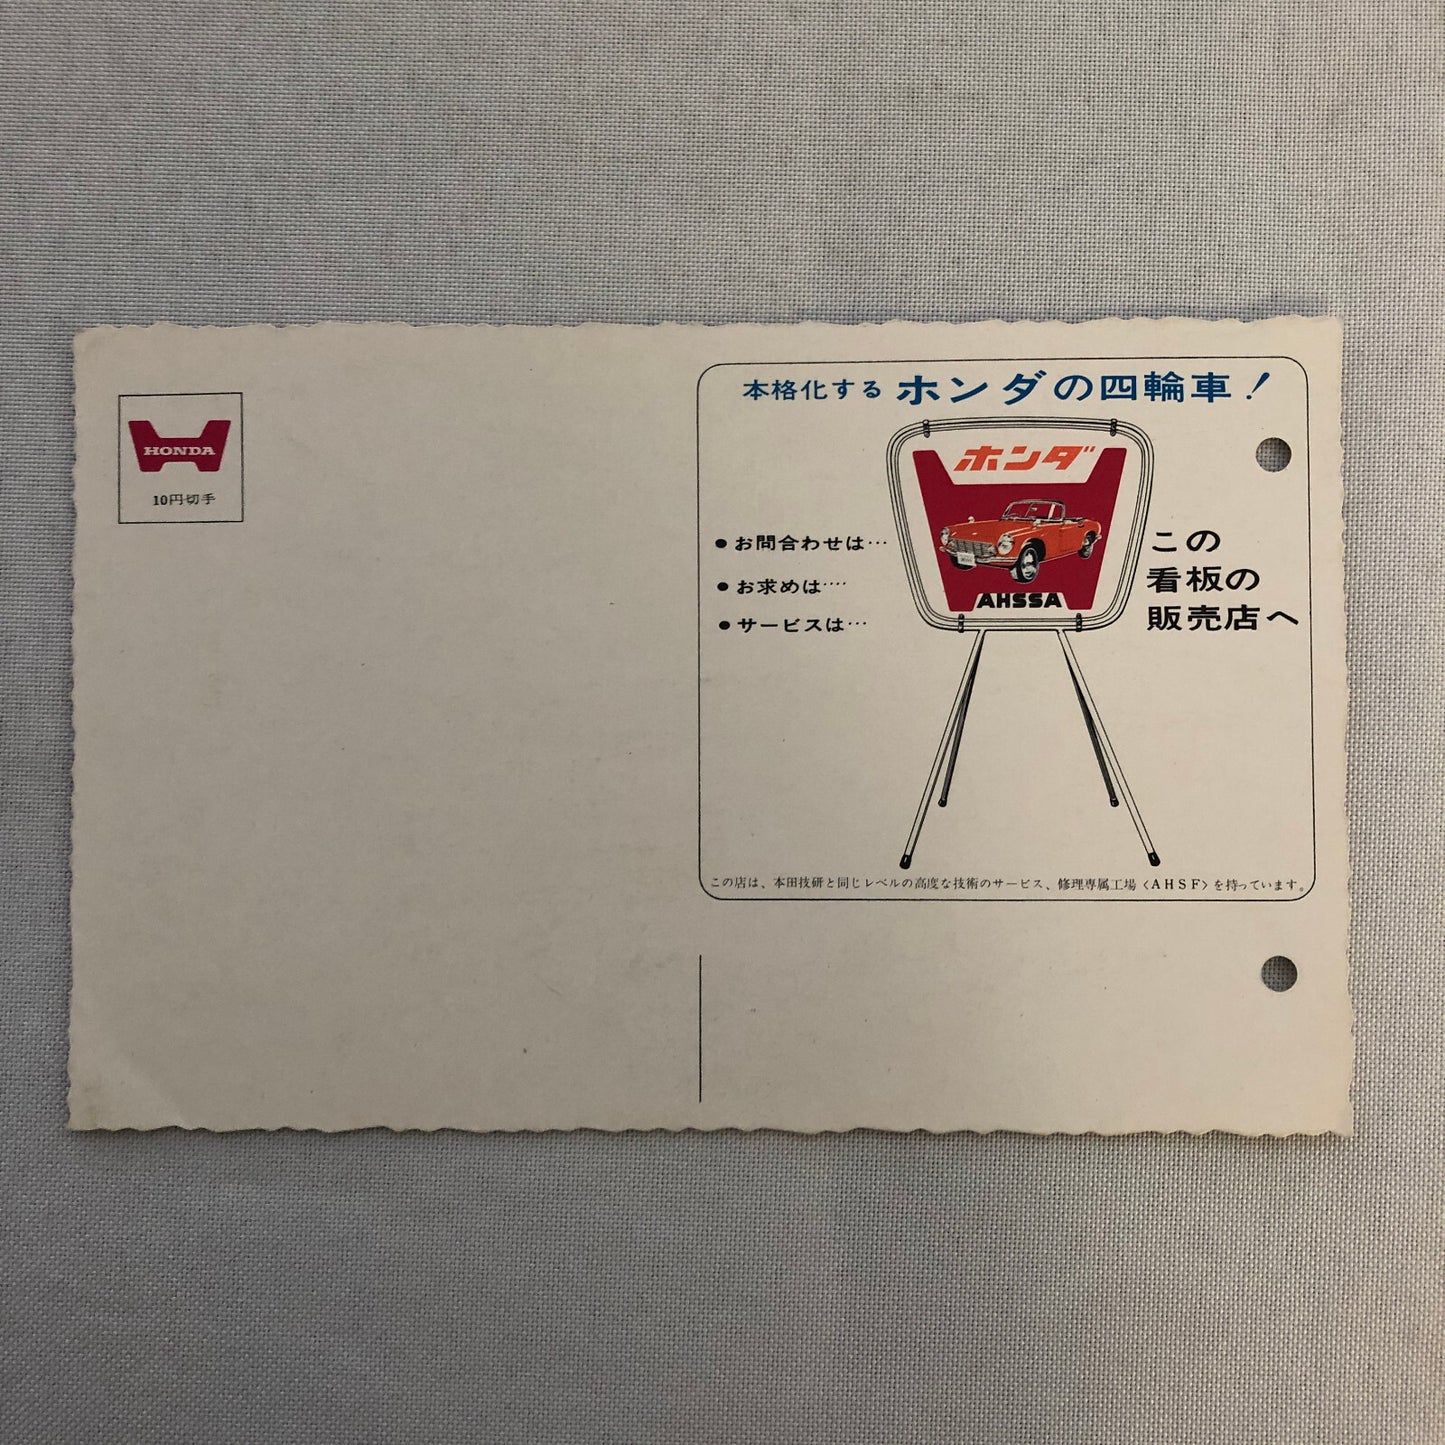 HONDA
10円切手
本格化する ホンダの四輪車!
ホンダ
AHSSA
●お問合わせは…
●お求めは…‥
●サービスは…
この
看板の
販売店へ
この店は、本田技研と同じレベルの高度な技術のサービス、修理専属工場〈AHSF〉を持っています。